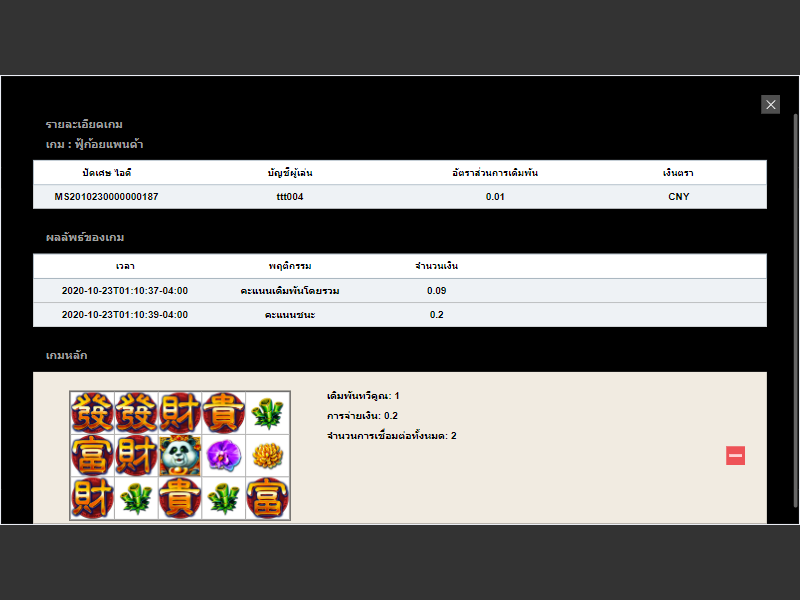 รายละเอียดเกม
เกม : ฟุ้ก้อยแพนด้า
ปัดเศษ ไอดี บัญชีผู้เล่น อัตราส่วนการเดิมพัน เงินตรา
MS2010230000000187 ttt004 0.01 CNY
ผลลัพธ์ของเกม
เวลา พฤติกรรม จำนวนเงิน
2020-10-23T01:10:37-04:00 คะแนนเดิมพันโดยรวม 0.09
2020-10-23T01:10:39-04:00 คะแนนชนะ 0.2
เกมหลัก
發 發 財 貴
富 財
財 貴 富
เดิมพันทวีคูณ: 1
การจ่ายเงิน: 0.2
จำนวนการเชื่อมต่อทั้งหมด: 2